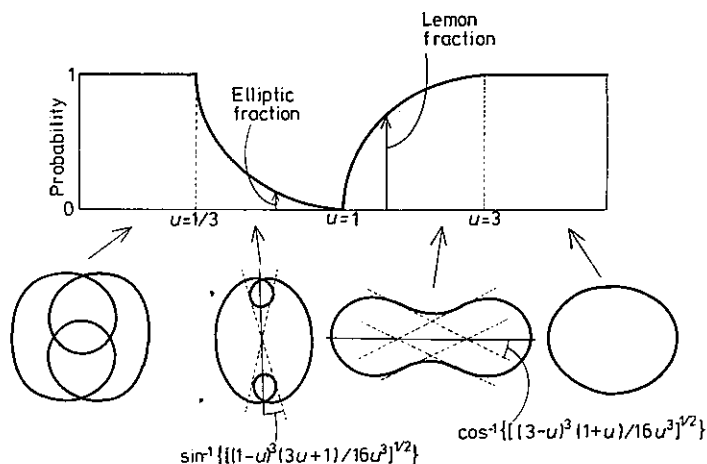 Lemon
fraction
1
Elliptic
fraction
Probability
0
u=1/3
u=1
u=3
sin⁻¹{[(1-u)³(3u+1)/16u³]^1/2}
cos⁻¹{[(3-u)³(1+u)/16u³]^1/2}